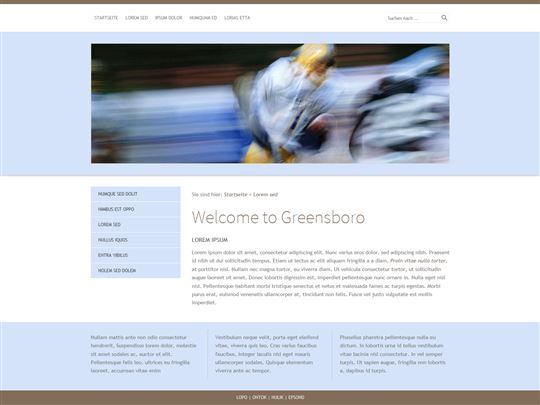 STARTSEITE LOREM SED IPSUM DOLOR NUMQUAM ED LORIAS ETTA
Suchen nach ...
NUMQUE SED DOLIT
NIMBUS EST OPPO
LOREM SED
NULLUS IQUOS
ENTRA YIBILUS
NOLEM SED DOLEM
Sie sind hier: Startseite » Lorem sed
Welcome to Greensboro
LOREM IPSUM
Lorem ipsum dolor sit amet, consectetur adipiscing elit. Nunc varius eros dolor, sed adipiscing nibh. Praesent
in nibh ut dui sollicitudin tempus. Etiam ut lectus ac elit aliquam fringilla a a diam. Proin vitae nulla tortor,
at porttitor nisl. Nullam nec magna tortor, eu viverra diam. Ut vehicula consectetur tortor, ut sollicitudin
augue laoreet sit amet. Donec lobortis dignissim est, imperdiet pellentesque nunc ornare in. Nulla eget nisl
nisl. Pellentesque habitant morbi tristique senectus et netus et malesuada fames ac turpis egestas. Morbi
purus erat, euismod venenatis ullamcorper at, tincidunt non felis. Fusce vel justo vulputate est mollis
imperdiet.
Nullam mattis ante non odio consectetur
hendrerit. Suspendisse lorem dolor, molestie
sit amet sodales ac, auctor id elit.
Pellentesque felis leo, ultrices eu fringilla
laoreet, accumsan vitae enim
Vestibulum neque velit, porta eget eleifend
vitae, viverra quis leo. Cras varius faucibus
faucibus. Integer iaculis nisl eget mauris
ullamcorper sodales. Quisque elementum
viverra ante ac semper.
Phasellus pharetra pellentesque nulla eu
dictum. In lobortis urna id tellus vestibulum
vitae lacinia nisl consectetur. In vel semper
turpis. Ut sapien augue, fringilla non lobortis
a, dapibus id turpis.
LOPO | ONTOK | HULIK | EPSOND